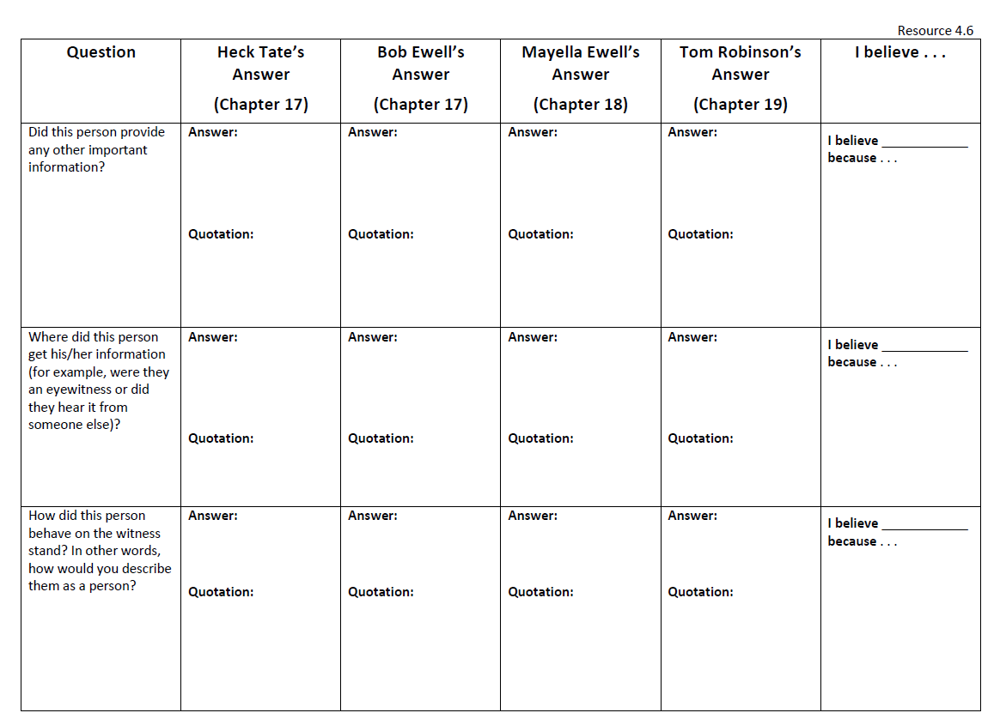 Resource 4.6
Question
Heck Tate’s
Answer
(Chapter 17)
Bob Ewell’s
Answer
(Chapter 17)
Mayella Ewell’s
Answer
(Chapter 18)
Tom Robinson’s
Answer
(Chapter 19)
I believe . . .
Did this person provide
any other important
information?
Answer:
Quotation:
Answer:
Quotation:
Answer:
Quotation:
Answer:
Quotation:
I believe ____________
because . . .
Where did this person
get his/her information
(for example, were they
an eyewitness or did
they hear it from
someone else)?
Answer:
Quotation:
Answer:
Quotation:
Answer:
Quotation:
Answer:
Quotation:
I believe ____________
because . . .
How did this person
behave on the witness
stand? In other words,
how would you describe
them as a person?
Answer:
Quotation:
Answer:
Quotation:
Answer:
Quotation:
Answer:
Quotation:
I believe ____________
because . . .